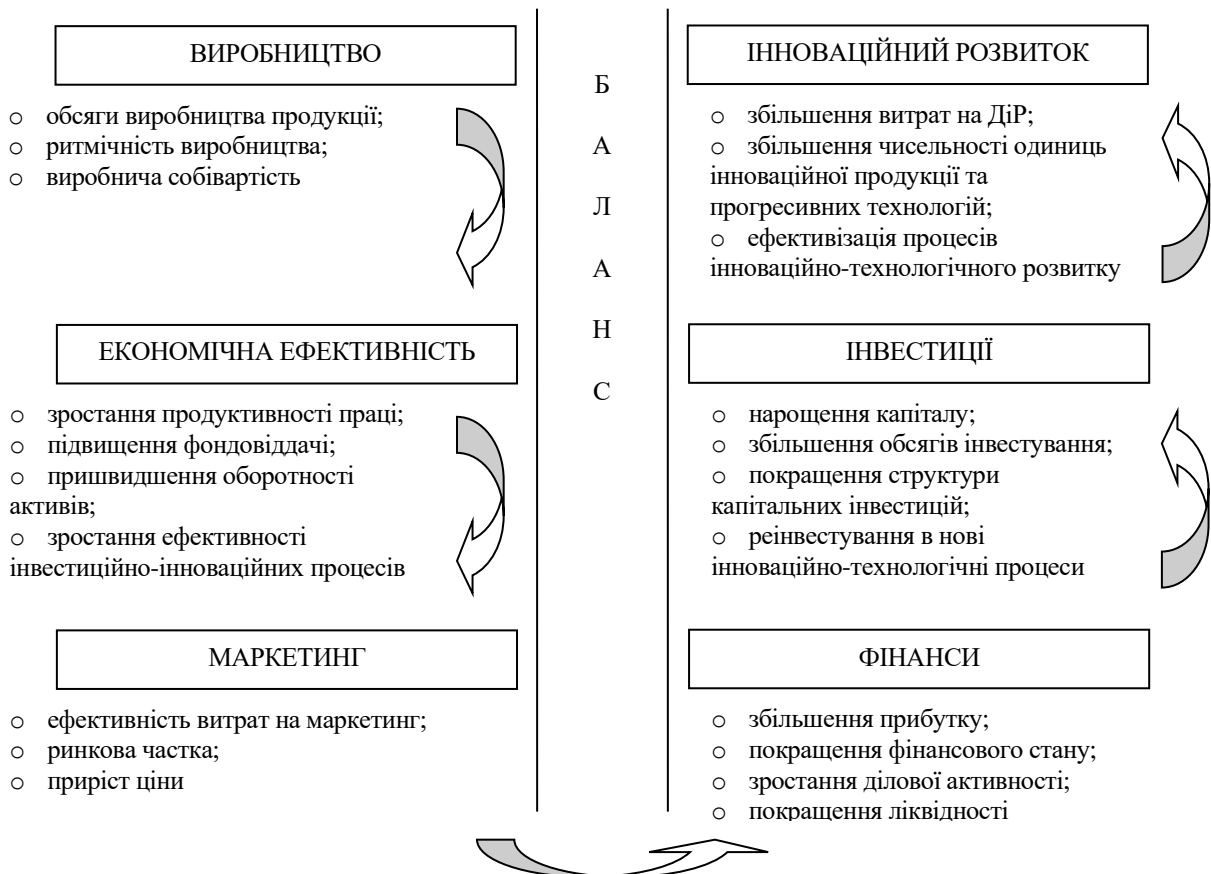 ВИРОБНИЦТВО
o обсяги виробництва продукції;
o ритмічність виробництва;
o виробнича собівартість
ЕКОНОМІЧНА ЕФЕКТИВНІСТЬ
o зростання продуктивності праці;
o підвищення фондовіддачі;
o пришвидшення оборотності
активів;
o зростання ефективності
інвестиційно-інноваційних процесів
МАРКЕТИНГ
o ефективність витрат на маркетинг;
o ринкова частка;
o приріст ціни
Б
А
Л
А
Н
С
ІННОВАЦІЙНИЙ РОЗВИТОК
o збільшення витрат на ДіР;
o збільшення чисельності одиниць
інноваційної продукції та
прогресивних технологій;
o ефективізація процесів
інноваційно-технологічного розвитку
ІНВЕСТИЦІЇ
o нарощення капіталу;
o збільшення обсягів інвестування;
o покращення структури
капітальних інвестицій;
o реінвестування в нові
інноваційно-технологічні процеси
ФІНАНСИ
o збільшення прибутку;
o покращення фінансового стану;
o зростання ділової активності;
o покращення ліквідності